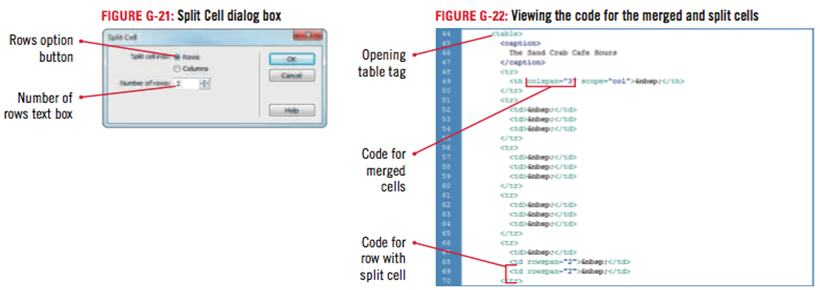 FIGURE G-21: Split Cell dialog box
Rows option
button
Number of
rows text box
Split Cell
Split cell into: Rows
Columns
Number of rows: 2
OK
Cancel
Help
FIGURE G-22: Viewing the code for the merged and split cells
Opening
table tag
Code for
merged
cells
Code for
row with
split cell
44 <table>
45 <caption>
46 The Sand Crab Cafe Hours
47 </caption>
48 <tr>
49 <th colspan="3" scope="col">&nbsp;</th>
50 </tr>
51 <tr>
52 <td>&nbsp;</td>
53 <td>&nbsp;</td>
54 <td>&nbsp;</td>
</tr>
56 <tr>
57 <td>&nbsp;</td>
58 <td>&nbsp;</td>
59 <td>&nbsp;</td>
60 </tr>
61 <tr>
62 <td>&nbsp;</td>
63 <td>&nbsp;</td>
64 <td>&nbsp;</td>
65 </tr>
66 <tr>
<td>&nbsp;</td>
68 <td rowspan="2">&nbsp;</td>
69 <td rowspan="2">&nbsp;</td>
70 </tr>